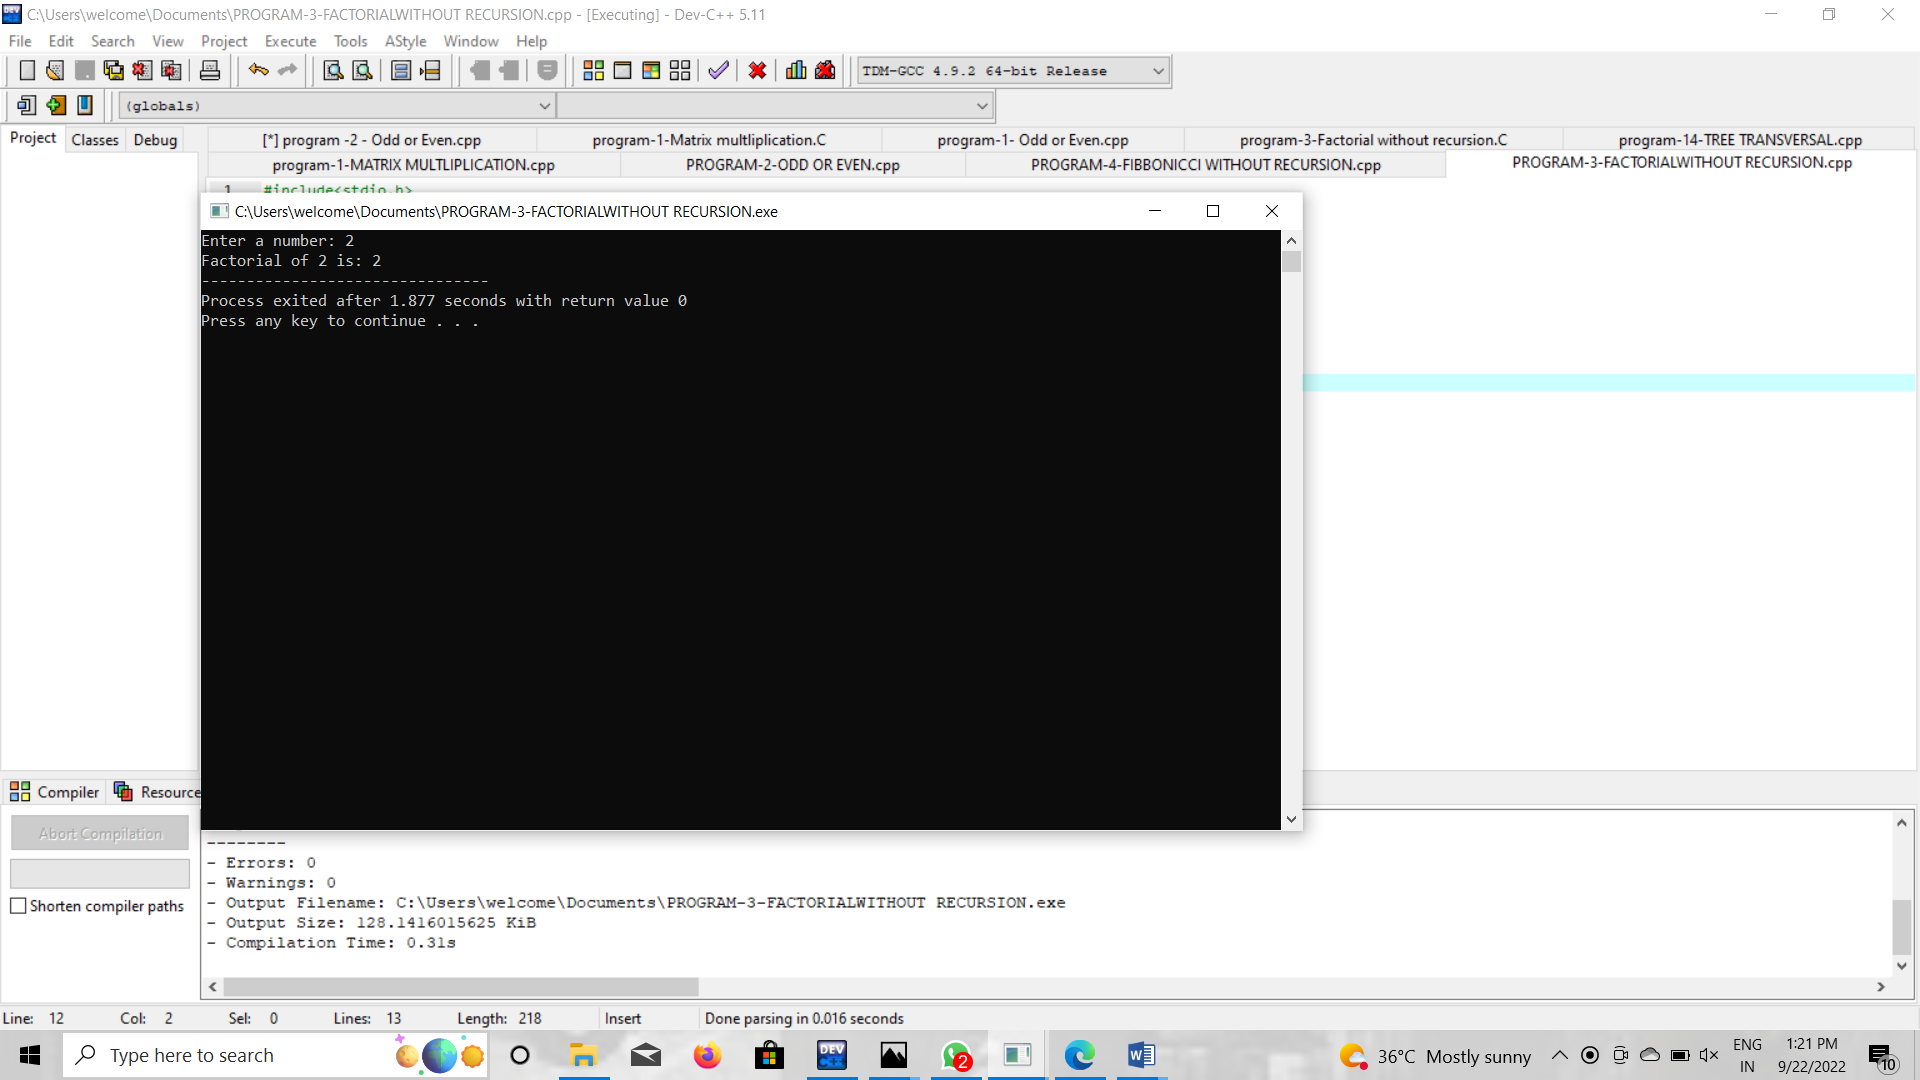 C:\Users\welcome\Documents\PROGRAM-3-FACTORIALWITHOUT RECURSION.cpp - [Executing] - Dev-C++ 5.11
File Edit Search View Project Execute Tools AStyle Window Help
TDM-GCC 4.9.2 64-bit Release
(globals)
Project Classes Debug
[*] program -2 - Odd or Even.cpp program-1-Matrix multliplication.C program-1- Odd or Even.cpp program-3-Factorial without recursion.C program-14-TREE TRANSVERSAL.cpp
program-1-MATRIX MULTLIPLICATION.cpp PROGRAM-2-ODD OR EVEN.cpp PROGRAM-4-FIBBONICCI WITHOUT RECURSION.cpp PROGRAM-3-FACTORIALWITHOUT RECURSION.cpp
1 #include<stdio.h>
C:\Users\welcome\Documents\PROGRAM-3-FACTORIALWITHOUT RECURSION.exe
Enter a number: 2
Factorial of 2 is: 2
--------------------------------
Process exited after 1.877 seconds with return value 0
Press any key to continue . . .
Compiler Resource
Abort Compilation
Shorten compiler paths
--------
- Errors: 0
- Warnings: 0
- Output Filename: C:\Users\welcome\Documents\PROGRAM-3-FACTORIALWITHOUT RECURSION.exe
- Output Size: 128.1416015625 KiB
- Compilation Time: 0.31s
Line: 12 Col: 2 Sel: 0 Lines: 13 Length: 218 Insert Done parsing in 0.016 seconds
Type here to search
DEV C++
2
36°C Mostly sunny
ENG
IN
1:21 PM
9/22/2022
10